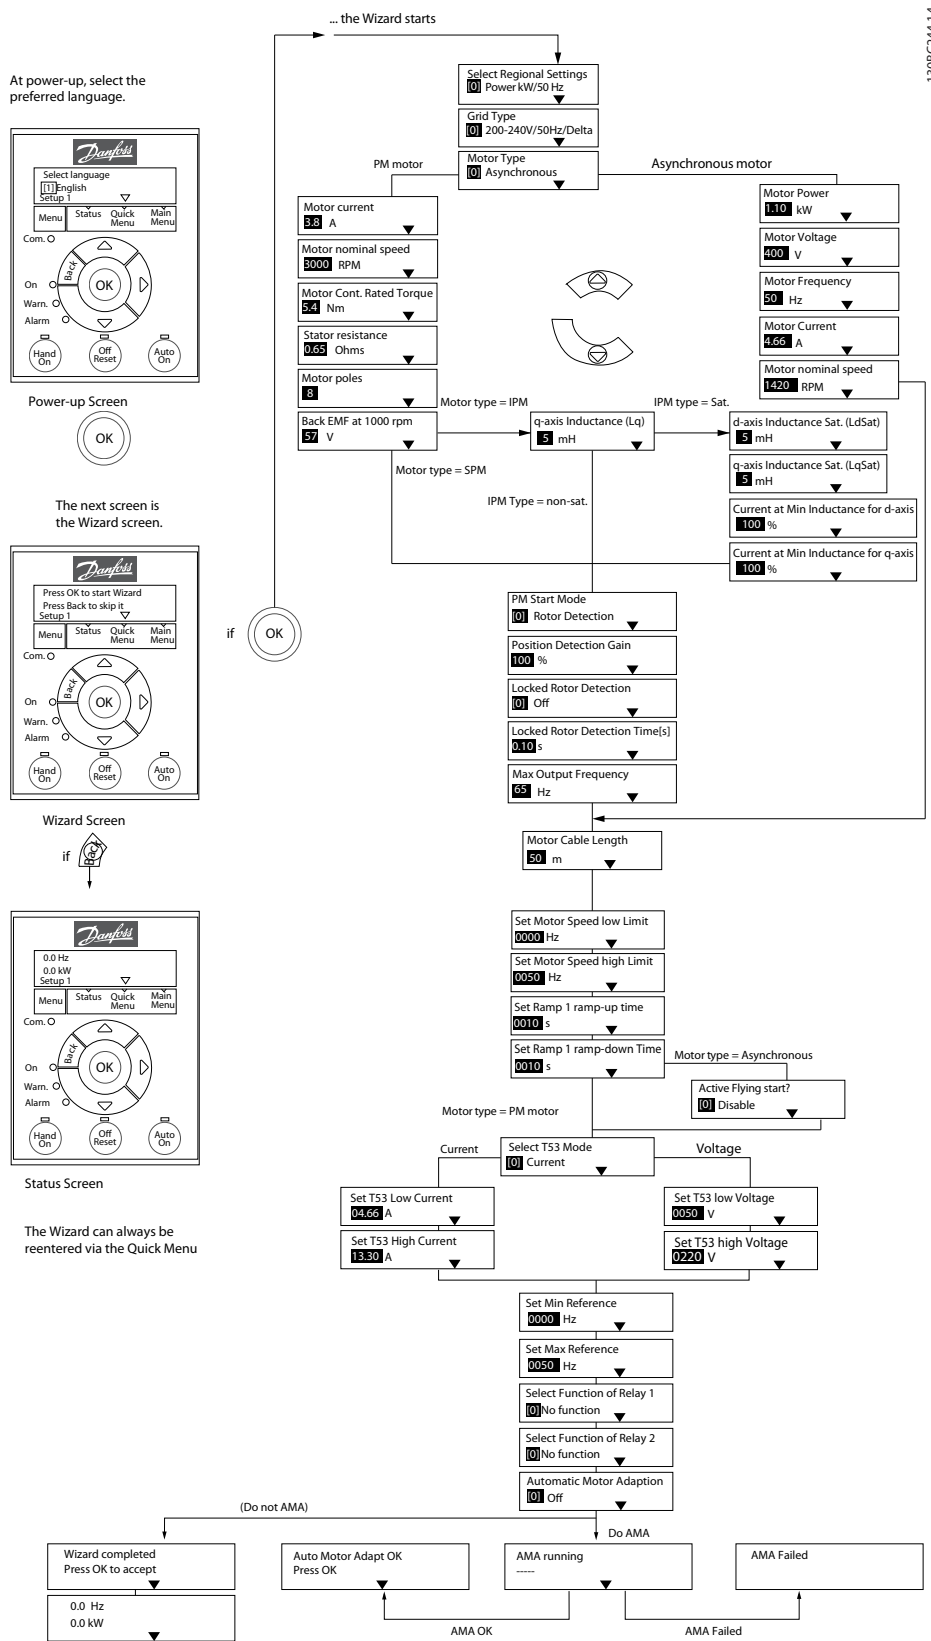 130BC244.14
... the Wizard starts
At power-up, select the
preferred language.
Danfoss
Select language
[1] English
Setup 1
Menu
Status
Quick
Menu
Main
Menu
Com.
Back
OK
On
Warn.
Alarm
Hand
On
Off
Reset
Auto
On
Power-up Screen
OK
The next screen is
the Wizard screen.
Danfoss
Press OK to start Wizard
Press Back to skip it
Setup 1
Menu
Status
Quick
Menu
Main
Menu
Com.
Back
OK
On
Warn.
Alarm
Hand
On
Off
Reset
Auto
On
Wizard Screen
if
Back
if
OK
Danfoss
0.0 Hz
0.0 kW
Setup 1
Menu
Status
Quick
Menu
Main
Menu
Com.
Back
OK
On
Warn.
Alarm
Hand
On
Off
Reset
Auto
On
Status Screen
The Wizard can always be
reentered via the Quick Menu
Select Regional Settings
[0] Power kW/50 Hz
Grid Type
[0] 200-240V/50Hz/Delta
Motor Type
[0] Asynchronous
PM motor
Asynchronous motor
Motor current
3.8 A
Motor nominal speed
3000 RPM
Motor Cont. Rated Torque
5.4 Nm
Stator resistance
0.65 Ohms
Motor poles
8
Back EMF at 1000 rpm
57 V
Motor Power
1.10 kW
Motor Voltage
400 V
Motor Frequency
50 Hz
Motor Current
4.66 A
Motor nominal speed
1420 RPM
Motor type = IPM
q-axis Inductance (Lq)
5 mH
IPM type = Sat.
d-axis Inductance Sat. (LdSat)
5 mH
q-axis Inductance Sat. (LqSat)
5 mH
Current at Min Inductance for d-axis
100 %
Current at Min Inductance for q-axis
100 %
Motor type = SPM
IPM Type = non-sat.
PM Start Mode
[0] Rotor Detection
Position Detection Gain
100 %
Locked Rotor Detection
[0] Off
Locked Rotor Detection Time[s]
0.10 s
Max Output Frequency
65 Hz
Motor Cable Length
50 m
Set Motor Speed low Limit
0000 Hz
Set Motor Speed high Limit
0050 Hz
Set Ramp 1 ramp-up time
0010 s
Set Ramp 1 ramp-down Time
0010 s
Motor type = Asynchronous
Active Flying start?
[0] Disable
Motor type = PM motor
Current
Select T53 Mode
[0] Current
Voltage
Set T53 Low Current
04.66 A
Set T53 High Current
13.30 A
Set T53 low Voltage
0050 V
Set T53 high Voltage
0220 V
Set Min Reference
0000 Hz
Set Max Reference
0050 Hz
Select Function of Relay 1
[0] No function
Select Function of Relay 2
[0] No function
Automatic Motor Adaption
[0] Off
(Do not AMA)
Do AMA
Wizard completed
Press OK to accept
0.0 Hz
0.0 kW
Auto Motor Adapt OK
Press OK
AMA running
-----
AMA Failed
AMA OK
AMA Failed